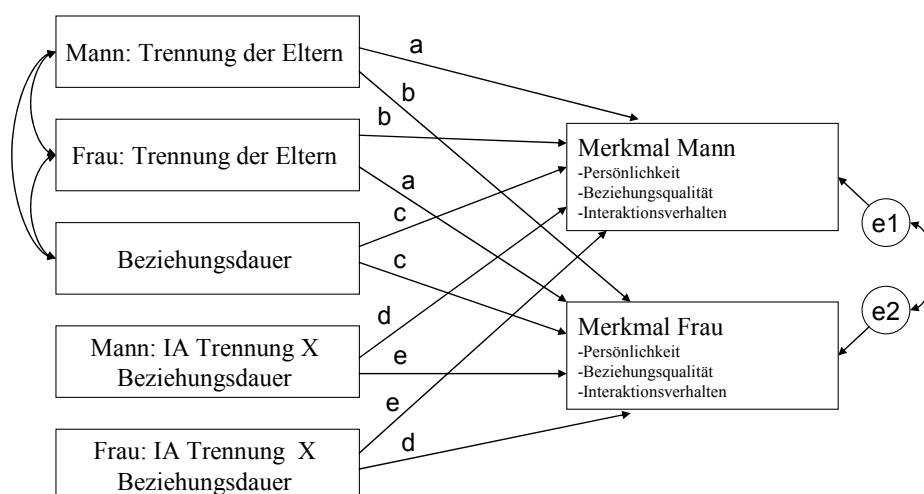 Mann: Trennung der Eltern
a
b
b
Frau: Trennung der Eltern
a
c
Beziehungsdauer
c
d
Mann: IA Trennung X
Beziehungsdauer
e
e
Frau: IA Trennung X
Beziehungsdauer
d
Merkmal Mann
-Persönlichkeit
-Beziehungsqualität
-Interaktionsverhalten
e1
Merkmal Frau
-Persönlichkeit
-Beziehungsqualität
-Interaktionsverhalten
e2